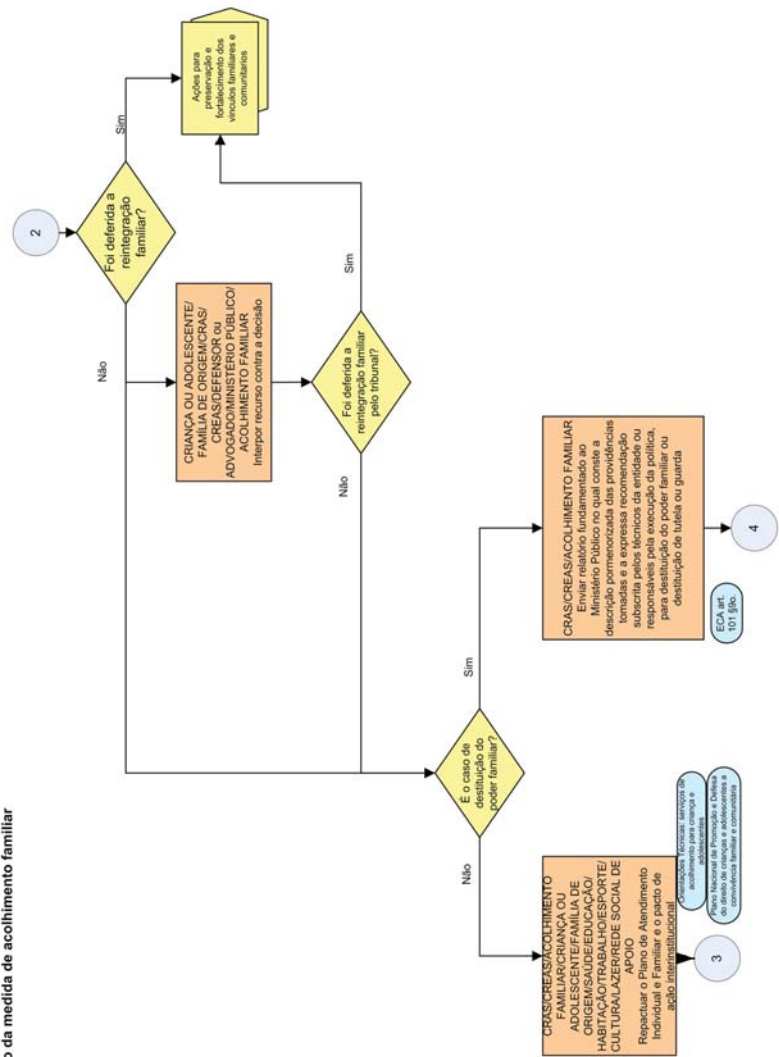 o da medida de acolhimento familiar
2
Foi deferida a
reintegração
familiar?
Sim
Não
Ações para
preservação e
fortalecimento dos
vínculos familiares e
comunitarios
CRIANÇA OU ADOLESCENTE/
FAMÍLIA DE ORIGEM/CRAS/
CREAS/DEFENSOR ou
ADVOGADO/MINISTÉRIO PÚBLICO/
ACOLHIMENTO FAMILIAR
Interpor recurso contra a decisão
Foi deferida a
reintegração familiar
pelo tribunal?
Sim
Não
É o caso de
destituição do
poder familiar?
Sim
Não
CRAS/CREAS/ACOLHIMENTO FAMILIAR
Enviar relatório fundamentado ao
Ministério Público no qual conste a
descrição pormenorizada das providências
tomadas e a expressa recomendação
subscrita pelos técnicos da entidade ou
responsáveis pela execução da política,
para destituição do poder familiar ou
destituição de tutela ou guarda
ECA art.
101 §9o.
4
CRAS/CREAS/ACOLHIMENTO
FAMILIAR/CRIANÇA OU
ADOLESCENTE/FAMÍLIA DE
ORIGEM/SAÚDE/EDUCAÇÃO/
HABITAÇÃO/TRABALHO/ESPORTE/
CULTURA/LAZER/REDE SOCIAL DE
APOIO
Repactuar o Plano de Atendimento
Individual e Familiar e o pacto de
ação interinstitucional
Orientações Técnicas: serviços de
acolhimento para criança e
adolescentes
Plano Nacional de Promoção e Defesa
do direito de crianças e adolescentes a
convivência familiar e comunitária
3